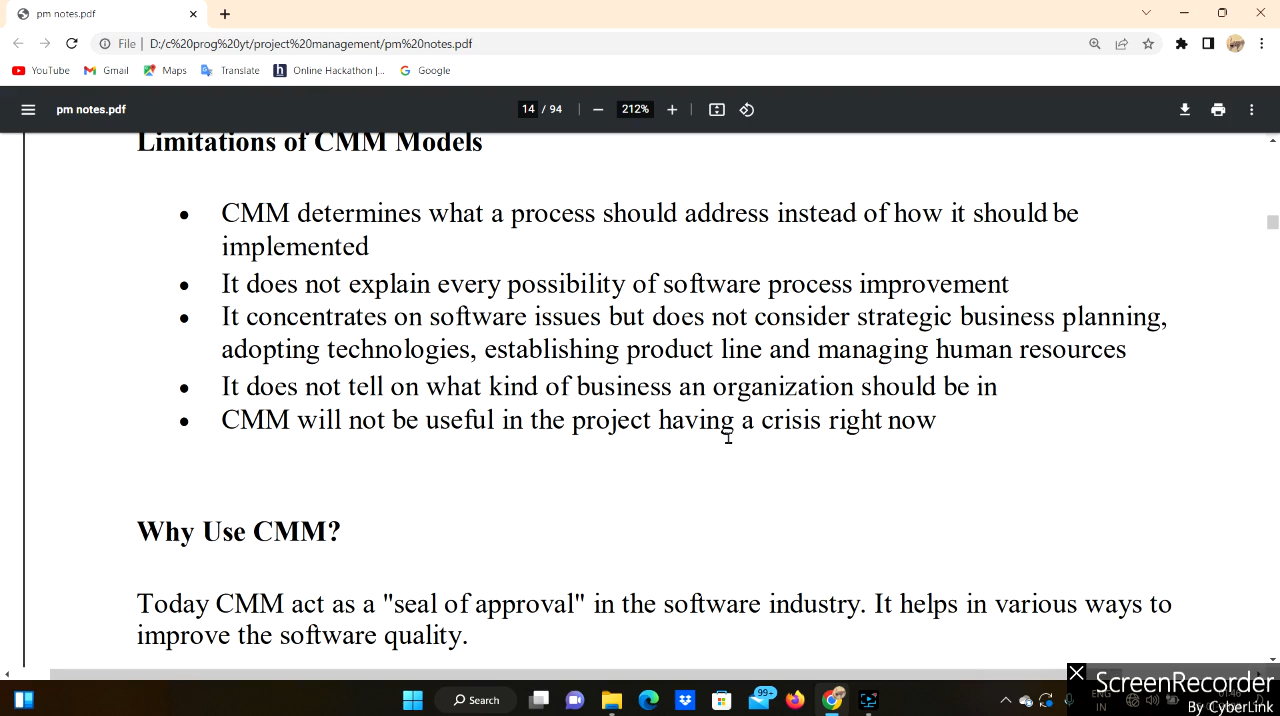 pm notes.pdf
File | D:/c%20prog%20yt/project%20management/pm%20notes.pdf
YouTube Gmail Maps Translate Online Hackathon |... Google
pm notes.pdf 14 / 94 212%
Limitations of CMM Models
• CMM determines what a process should address instead of how it should be
implemented
• It does not explain every possibility of software process improvement
• It concentrates on software issues but does not consider strategic business planning,
adopting technologies, establishing product line and managing human resources
• It does not tell on what kind of business an organization should be in
• CMM will not be useful in the project having a crisis right now
Why Use CMM?
Today CMM act as a "seal of approval" in the software industry. It helps in various ways to
improve the software quality.
ScreenRecorder
By CyberLink
Search
99+
ENG
IN
01:46